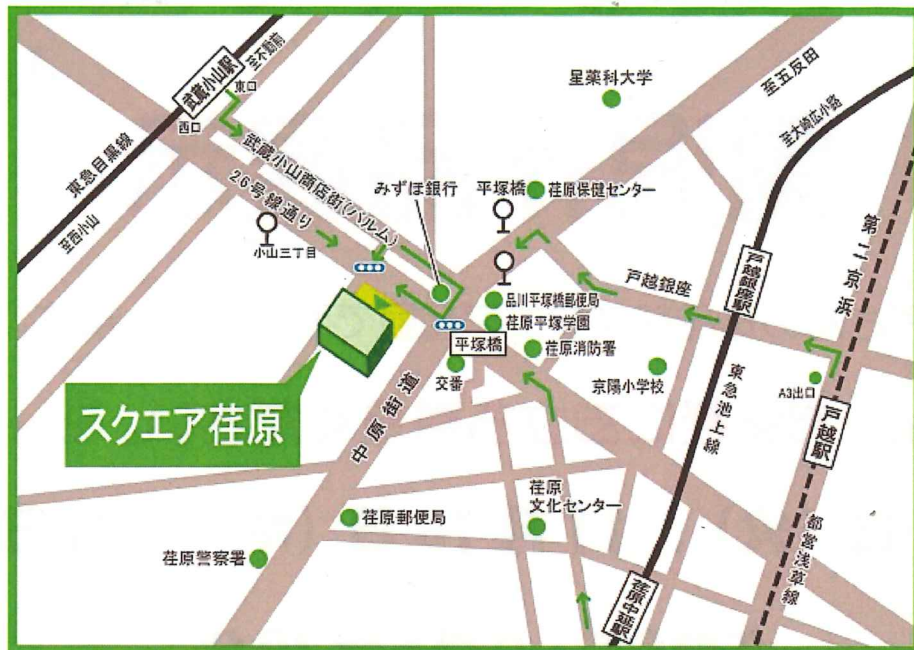 武蔵小山駅
東口
西口
至不動前
東急目黒線
至西小山
武蔵小山商店街(パルム)
26号線通り
小山三丁目
みずほ銀行
星薬科大学
至五反田
至大崎広小路
平塚橋
荏原保健センター
第二京浜
戸越銀座
戸越銀座駅
品川平塚橋郵便局
荏原平塚学園
平塚橋
荏原消防署
交番
京陽小学校
東急池上線
A3出口
戸越駅
スクエア荏原
中原街道
荏原郵便局
荏原文化センター
荏原警察署
都営浅草線
荏原中延駅